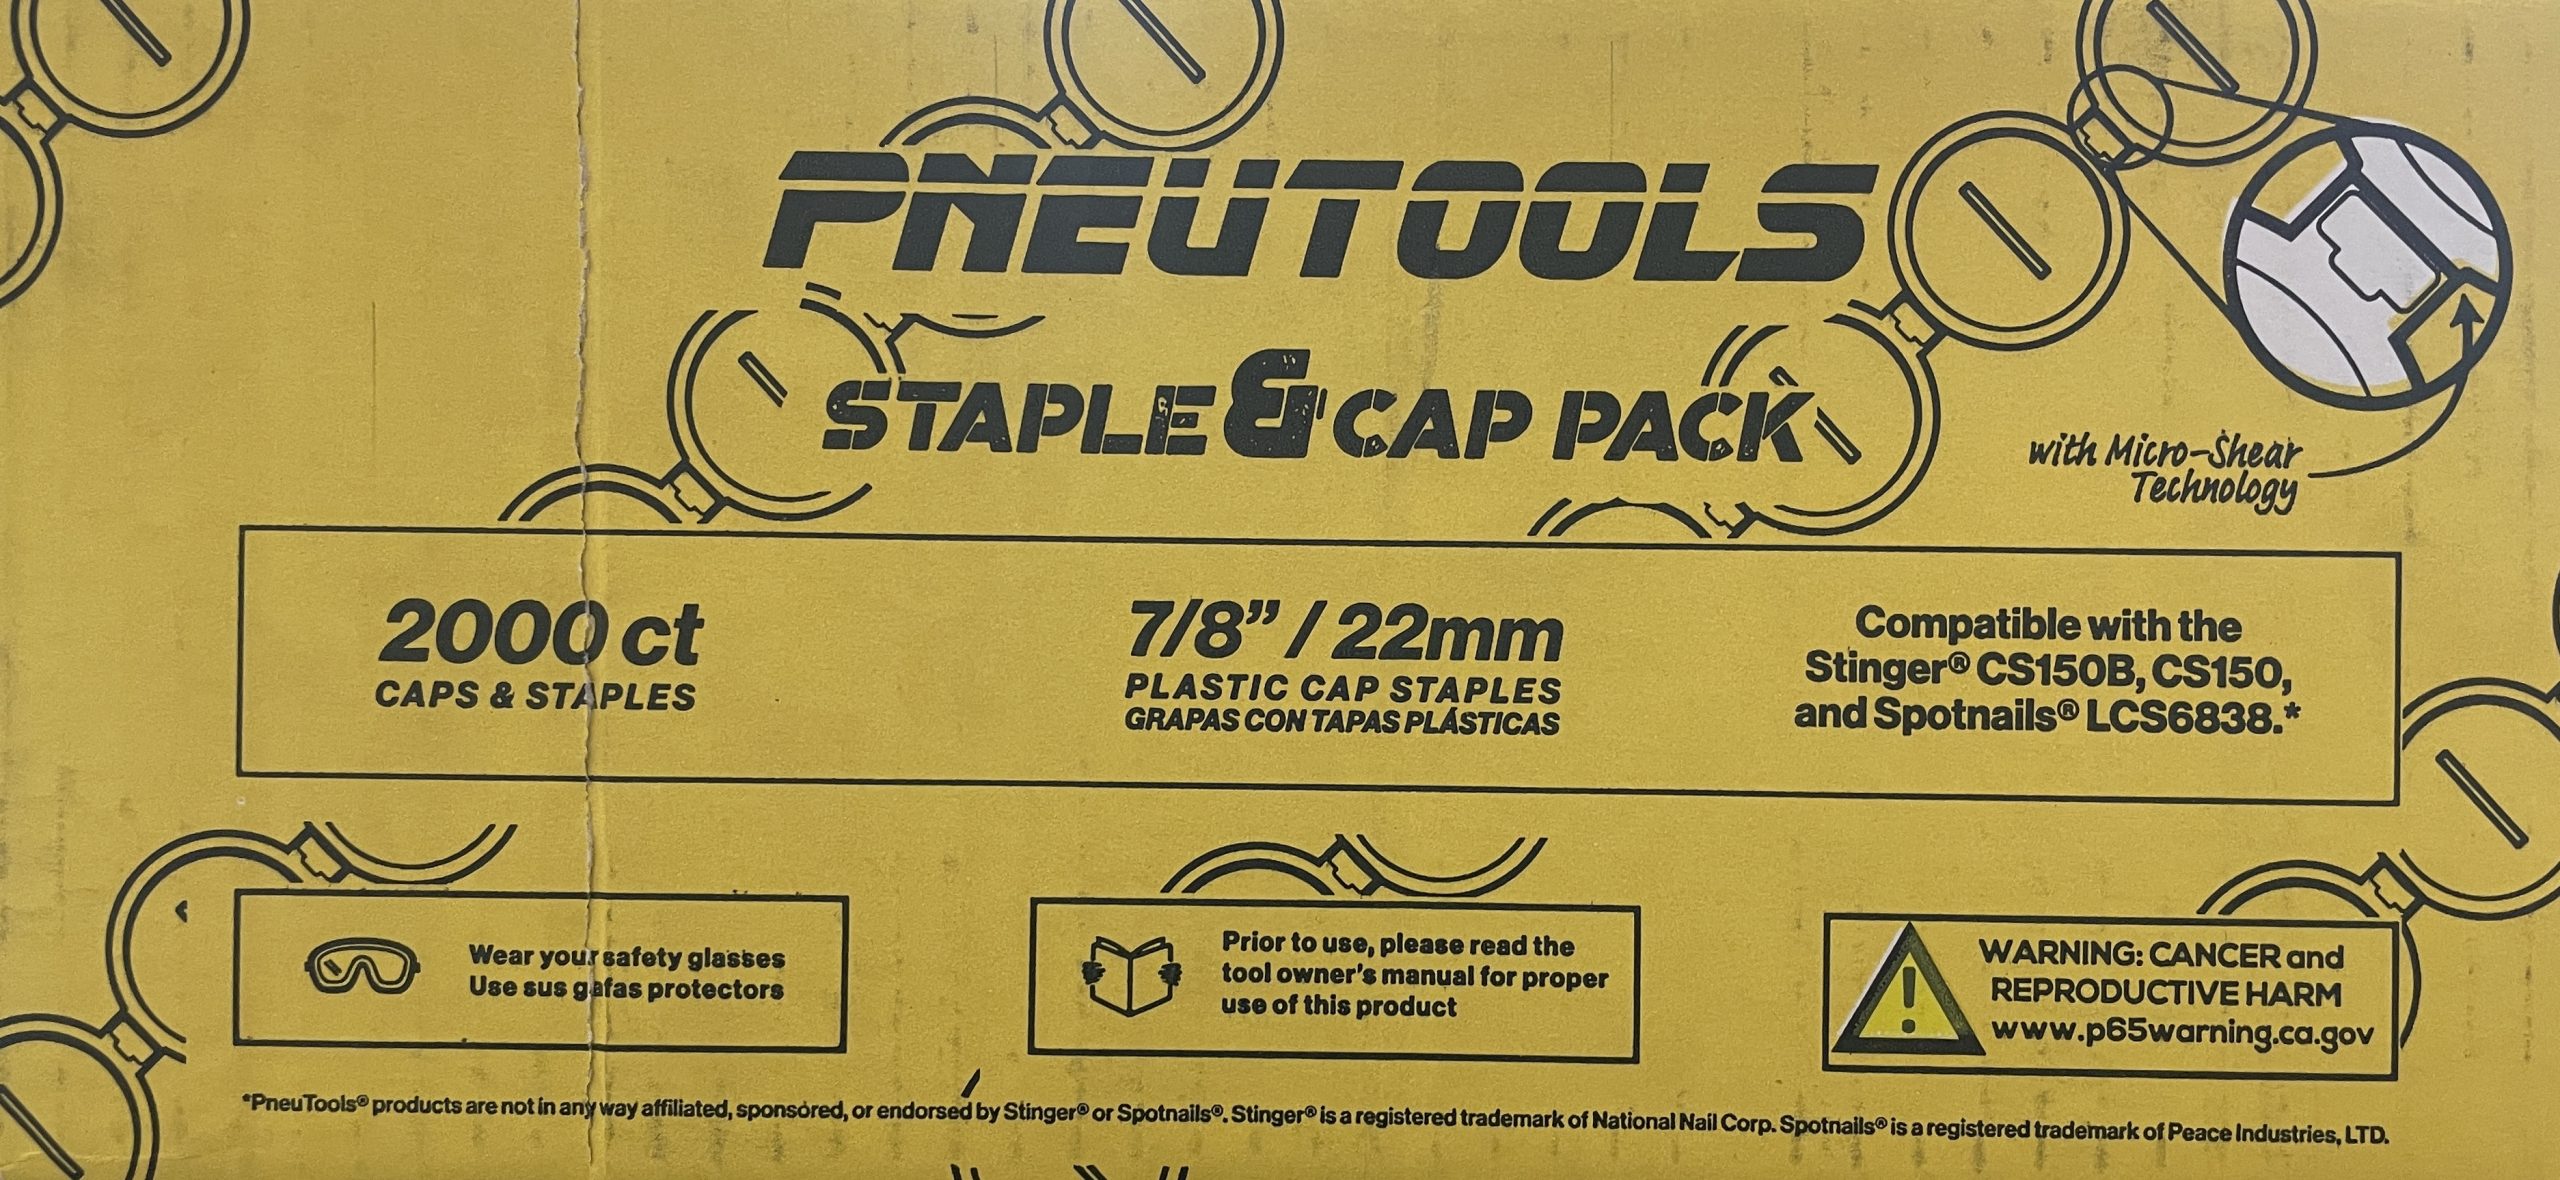 PNEUTOOLS
STAPLE & CAP PACK
with Micro-Shear
Technology
2000 ct
CAPS & STAPLES
7/8” / 22mm
PLASTIC CAP STAPLES
GRAPAS CON TAPAS PLÁSTICAS
Compatible with the
Stinger® CS150B, CS150,
and Spotnails® LCS6838.*
Wear your safety glasses
Use sus gafas protectors
Prior to use, please read the
tool owner's manual for proper
use of this product
WARNING: CANCER and
REPRODUCTIVE HARM
www.p65warning.ca.gov
*PneuTools® products are not in any way affiliated, sponsored, or endorsed by Stinger® or Spotnails®. Stinger® is a registered trademark of National Nail Corp. Spotnails® is a registered trademark of Peace Industries, LTD.